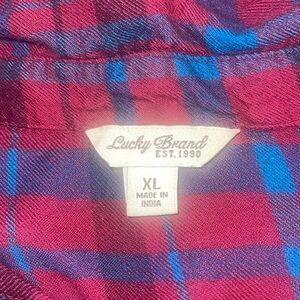 Lucky Brand
EST. 1990
XL
MADE IN
INDIA